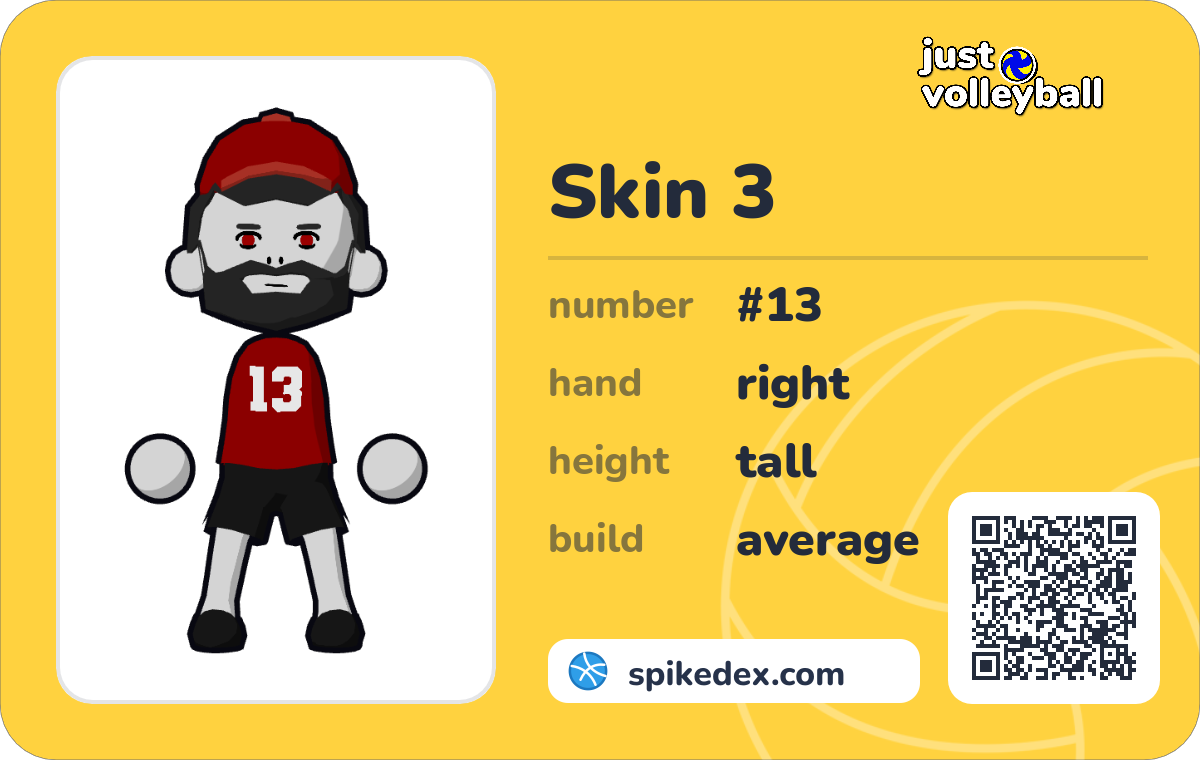 just
volleyball
Skin 3
number #13
hand right
height tall
build average
13
spikedex.com